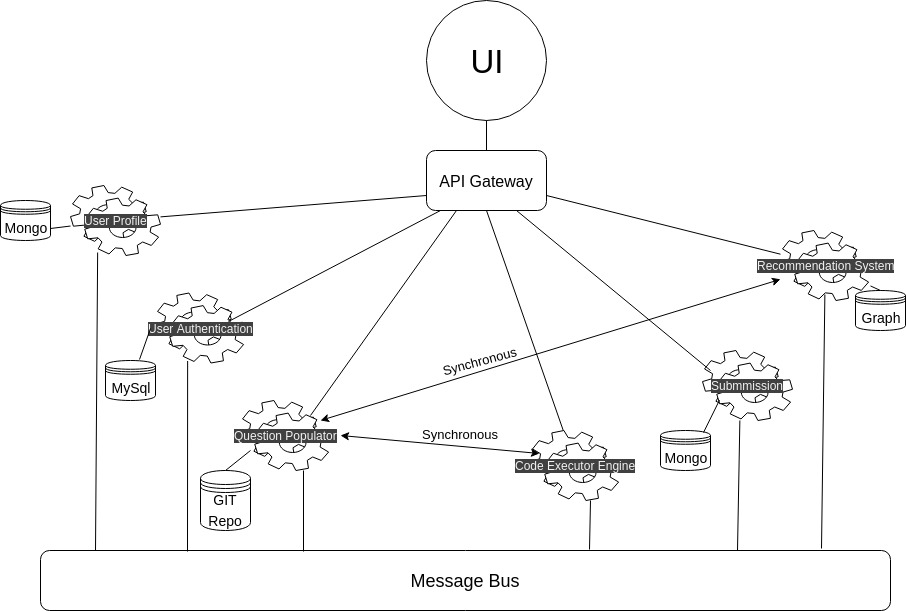 UI
API Gateway
User Profile
Mongo
Recommendation System
Graph
User Authentication
MySql
Synchronous
Submmission
Mongo
Question Populator
Synchronous
Code Executor Engine
GIT
Repo
Message Bus